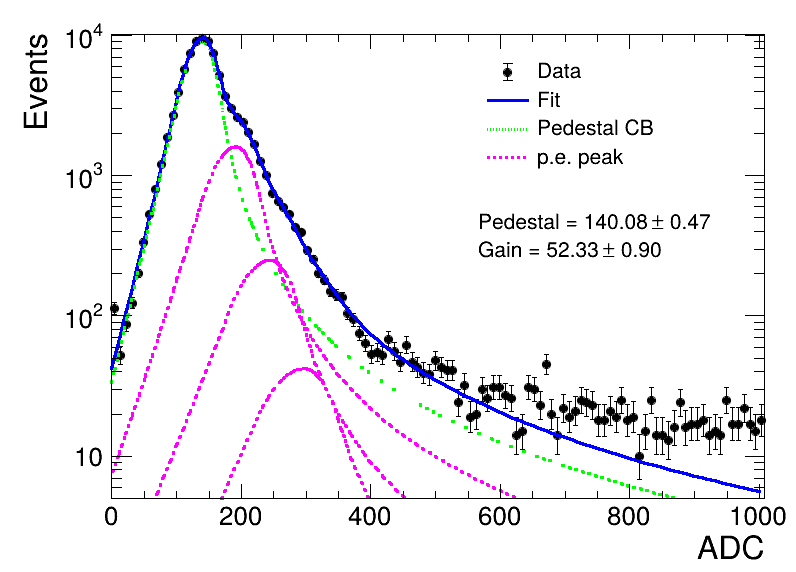 Events
10^4
10^3
10^2
10
Data
Fit
Pedestal CB
p.e. peak
Pedestal = 140.08 ± 0.47
Gain = 52.33 ± 0.90
0 200 400 600 800 1000
ADC